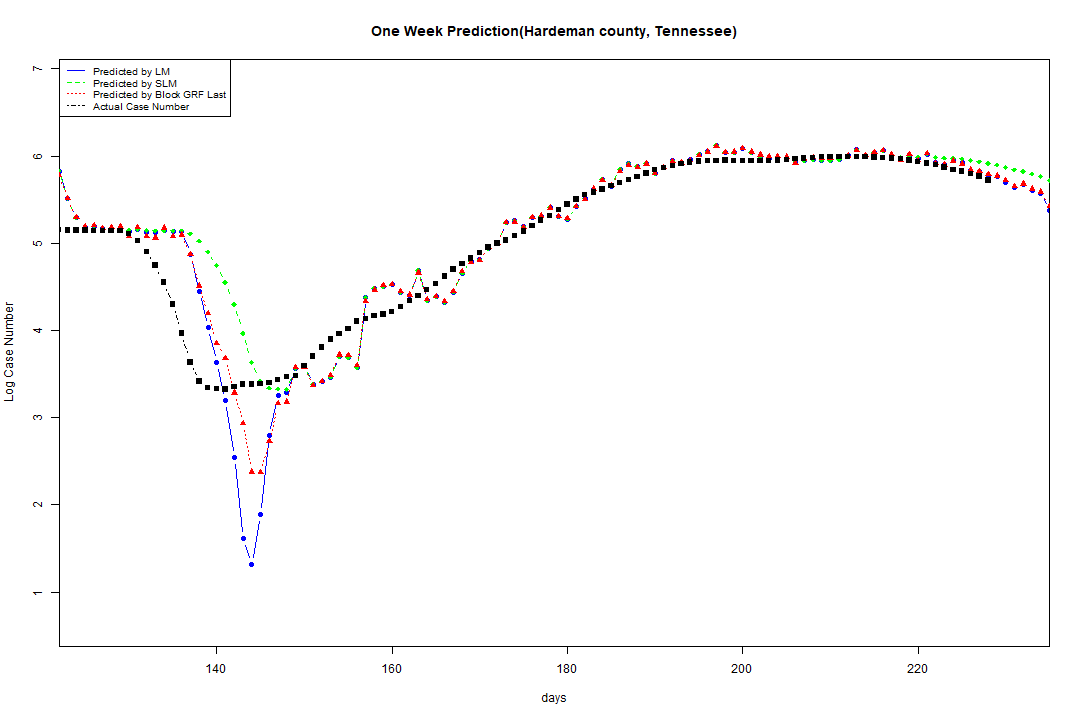 One Week Prediction(Hardeman county, Tennessee)
Predicted by LM
Predicted by SLM
Predicted by Block GRF Last
Actual Case Number
7
6
5
4
3
2
1
Log Case Number
140 160 180 200 220
days